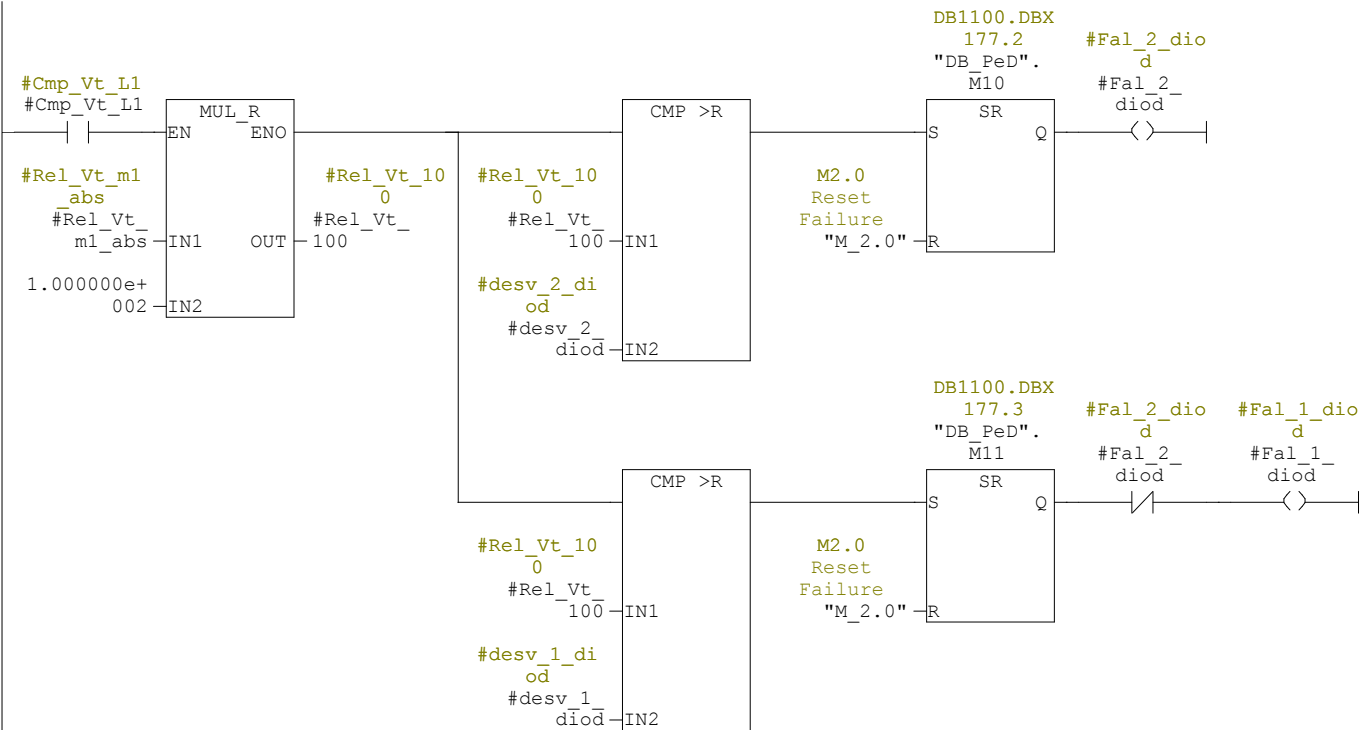 DB1100.DBX
177.2
"DB_PeD".
M10
#Fal_2_dio
d
#Fal_2_
diod
#Cmp_Vt_L1
#Cmp_Vt_L1
MUL_R
EN
ENO
CMP >R
SR
S
Q
#Rel_Vt_m1
_abs
#Rel_Vt_
m1_abs
IN1
OUT
#Rel_Vt_10
0
#Rel_Vt_
100
#Rel_Vt_10
0
#Rel_Vt_
100
IN1
M2.0
Reset
Failure
"M_2.0"
R
1.000000e+
002
IN2
#desv_2_di
od
#desv_2_
diod
IN2
DB1100.DBX
177.3
"DB_PeD".
M11
#Fal_2_dio
d
#Fal_2_
diod
#Fal_1_dio
d
#Fal_1_
diod
CMP >R
SR
S
Q
#Rel_Vt_10
0
#Rel_Vt_
100
IN1
M2.0
Reset
Failure
"M_2.0"
R
#desv_1_di
od
#desv_1_
diod
IN2